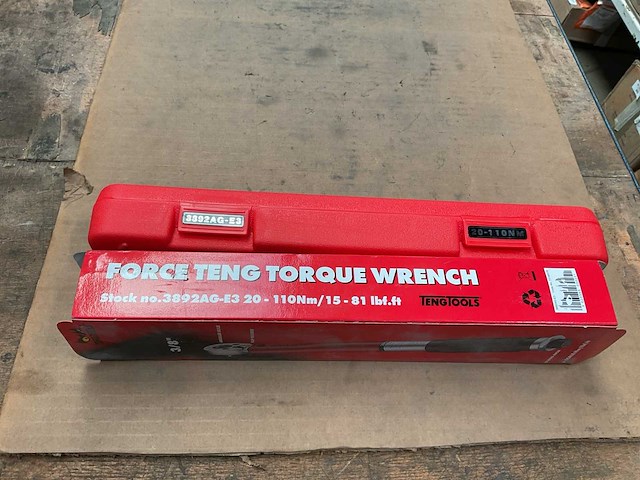 3892AG-E3
20-110NM
FORCE TENG TORQUE WRENCH
Stock no.3892AG-E3 20 - 110Nm/15 - 81 lbf.ft
TENGTOOLS
3/8"